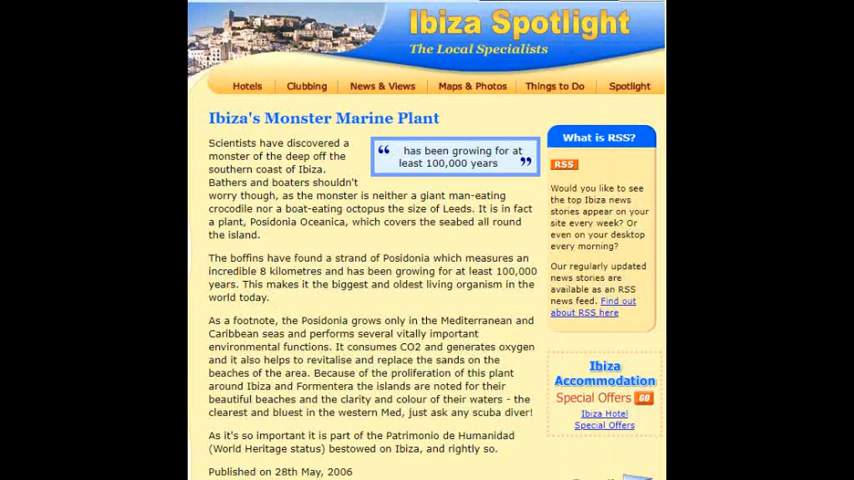 Ibiza Spotlight
The Local Specialists
Hotels
Clubbing
News & Views
Maps & Photos
Things to Do
Spotlight
Ibiza's Monster Marine Plant
Scientists have discovered a
monster of the deep off the
southern coast of Ibiza.
Bathers and boaters shouldn't
worry though, as the monster is neither a giant man-eating
crocodile nor a boat-eating octopus the size of Leeds. It is in fact
a plant, Posidonia Oceanica, which covers the seabed all round
the island.
“ has been growing for at
least 100,000 years ”
The boffins have found a strand of Posidonia which measures an
incredible 8 kilometres and has been growing for at least 100,000
years. This makes it the biggest and oldest living organism in the
world today.
As a footnote, the Posidonia grows only in the Mediterranean and
Caribbean seas and performs several vitally important
environmental functions. It consumes CO2 and generates oxygen
and it also helps to revitalise and replace the sands on the
beaches of the area. Because of the proliferation of this plant
around Ibiza and Formentera the islands are noted for their
beautiful beaches and the clarity and colour of their waters - the
clearest and bluest in the western Med, just ask any scuba diver!
As it's so important it is part of the Patrimonio de Humanidad
(World Heritage status) bestowed on Ibiza, and rightly so.
Published on 28th May, 2006
What is RSS?
RSS
Would you like to see
the top Ibiza news
stories appear on your
site every week? Or
even on your desktop
every morning?
Our regularly updated
news stories are
available as an RSS
news feed. Find out
about RSS here
Ibiza
Accommodation
Special Offers GO
Ibiza Hotel
Special Offers